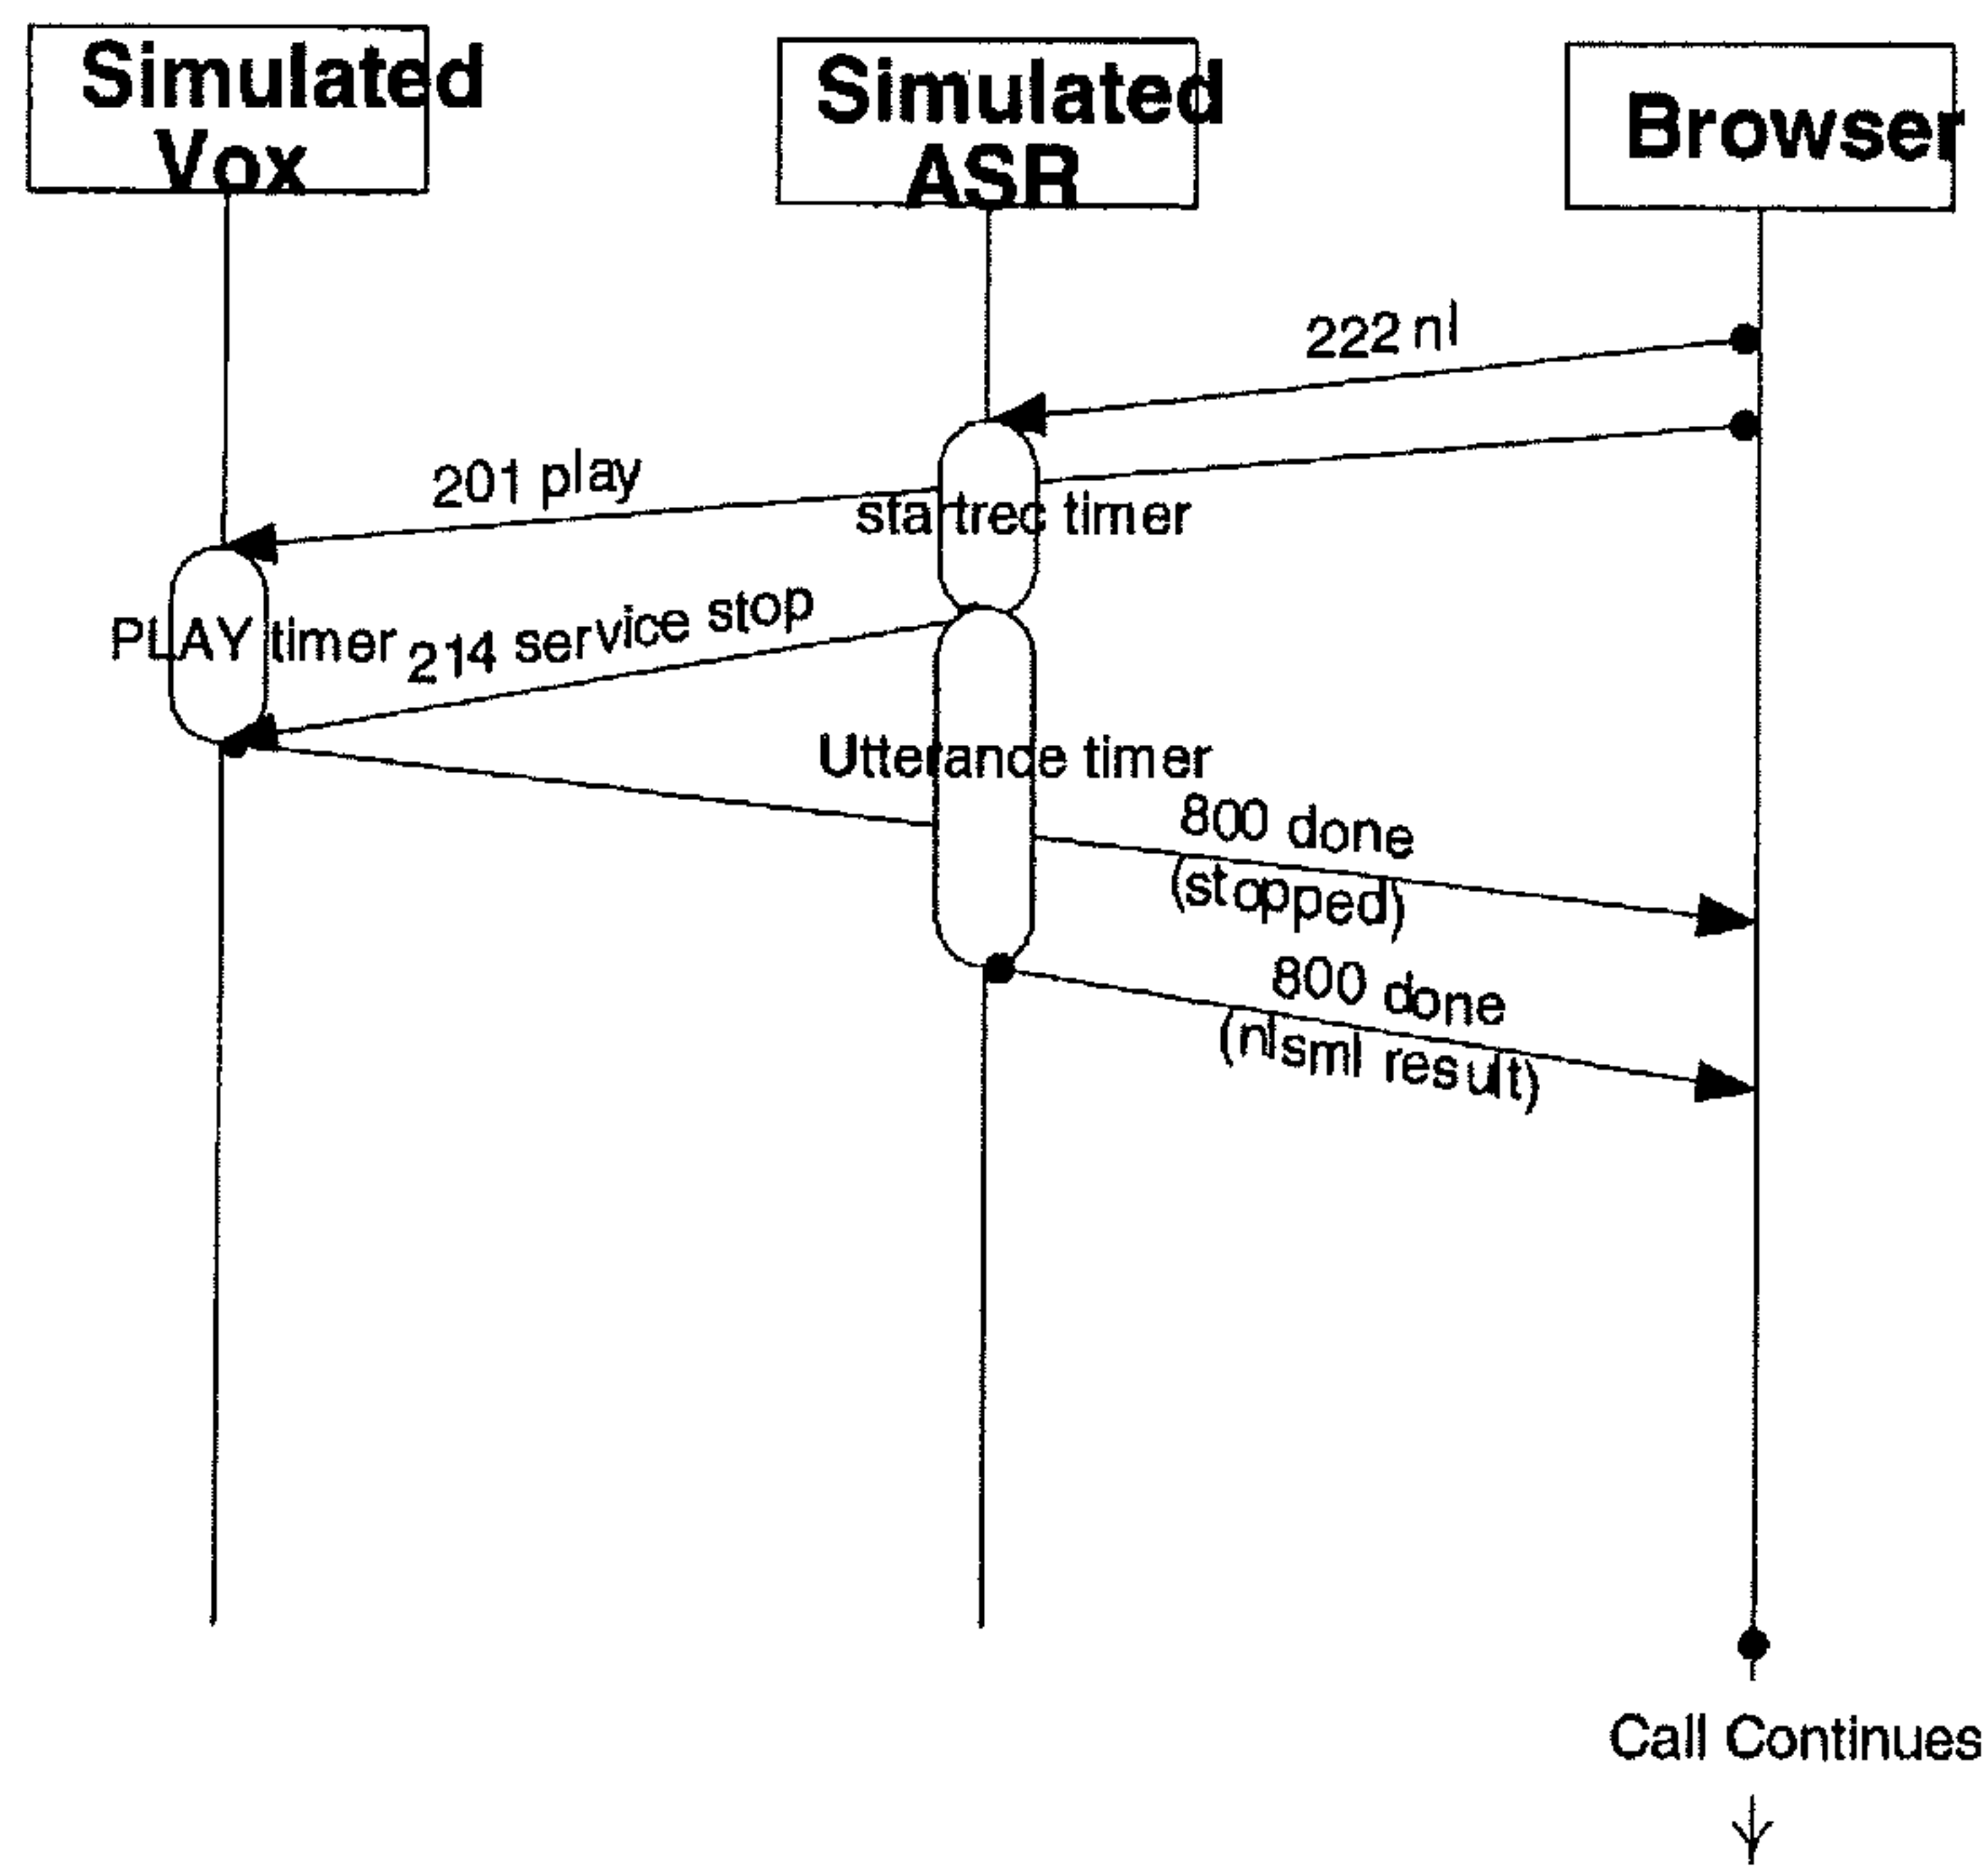 Simulated
Vox
Simulated
ASR
Browser
222 nl
201 play
startrec timer
PLAY timer
214 service stop
Utterance timer
800 done
(stopped)
800 done
(nlsml result)
Call Continues